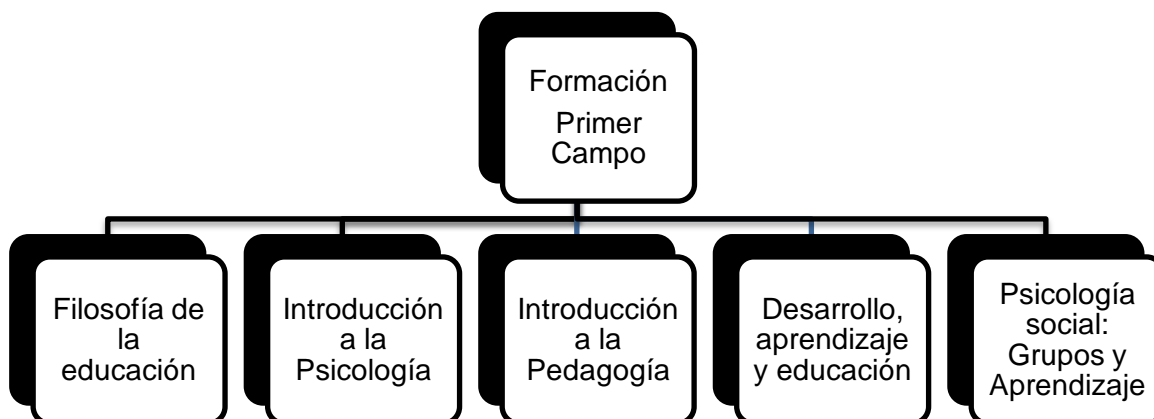 Formación
Primer
Campo
Filosofía de
la
educación
Introducción
a la
Psicología
Introducción
a la
Pedagogía
Desarrollo,
aprendizaje
y educación
Psicología
social:
Grupos y
Aprendizaje